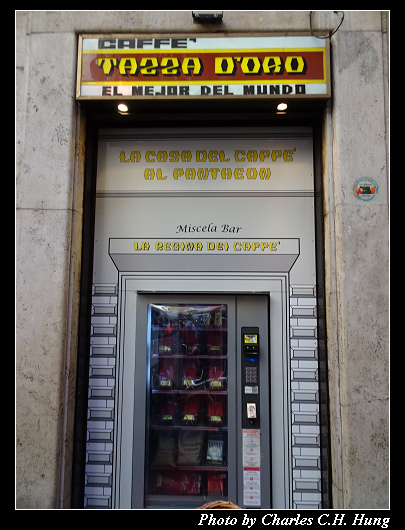 CAFFE'
TAZZA D'ORO
EL MEJOR DEL MUNDO
LA CASA DEL CAFFE'
AL PANTHEON
Miscela Bar
LA REGINA DEI CAFFE'
Photo by Charles C.H. Hung